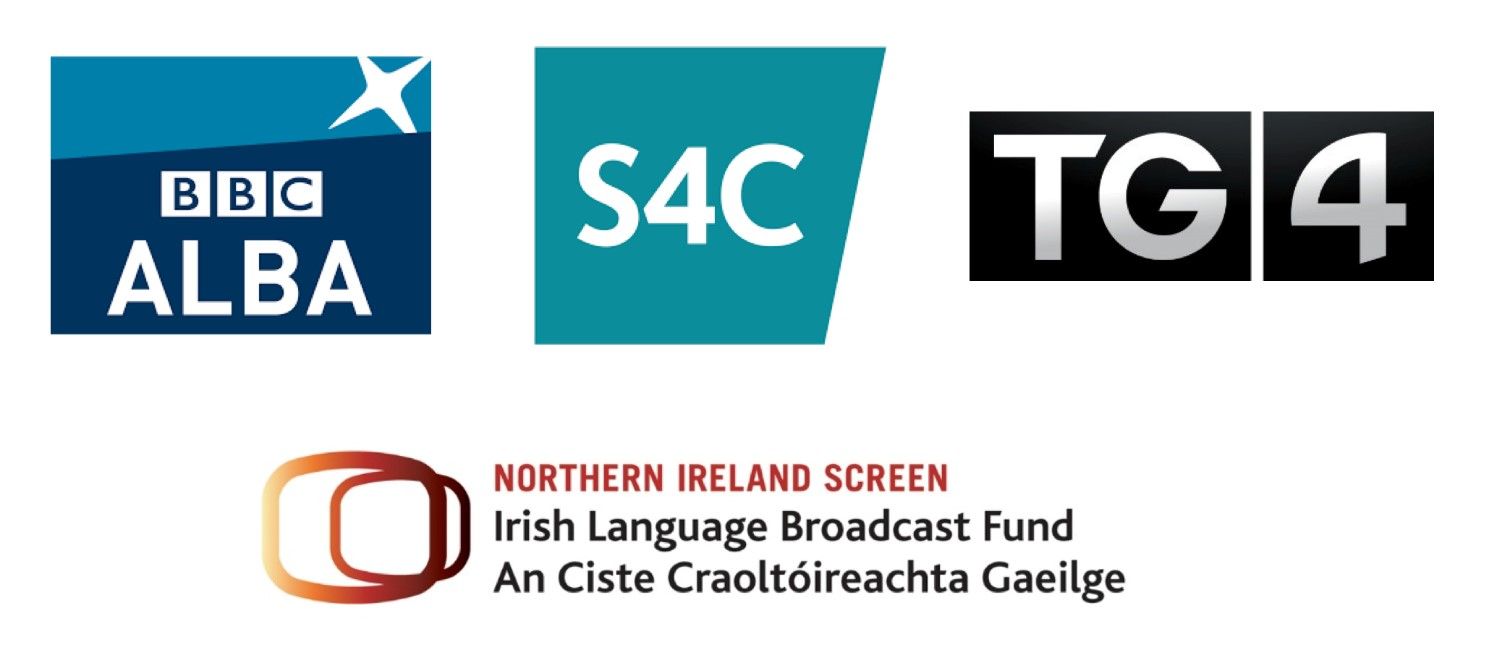 BBC
ALBA
S4C
TG4
NORTHERN IRELAND SCREEN
Irish Language Broadcast Fund
An Ciste Craoltóireachta Gaeilge